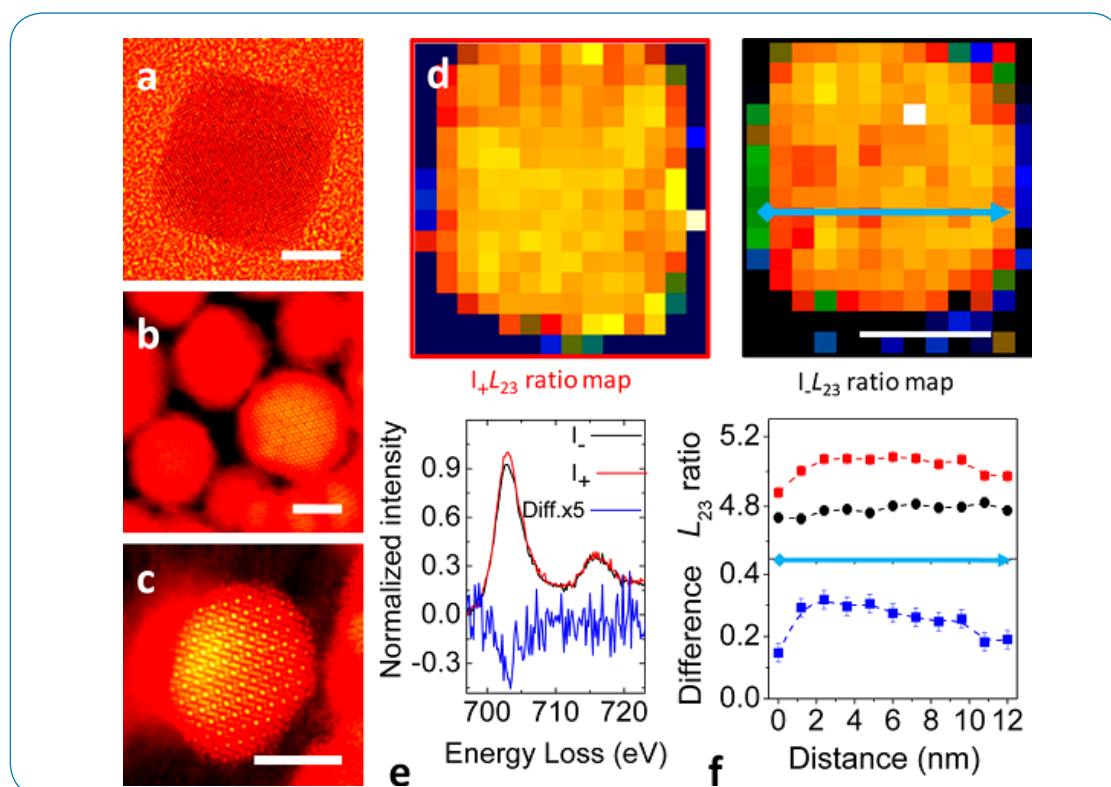 a
b
c
d
I₊L₂₃ ratio map
I₋L₂₃ ratio map
Normalized intensity
0.9
0.6
0.3
0.0
-0.3
I₋
I₊
Diff.x5
700 710 720
Energy Loss (eV)
e
L₂₃ ratio
5.2
4.8
Difference
0.4
0.2
0.0
0 2 4 6 8 10 12
Distance (nm)
f